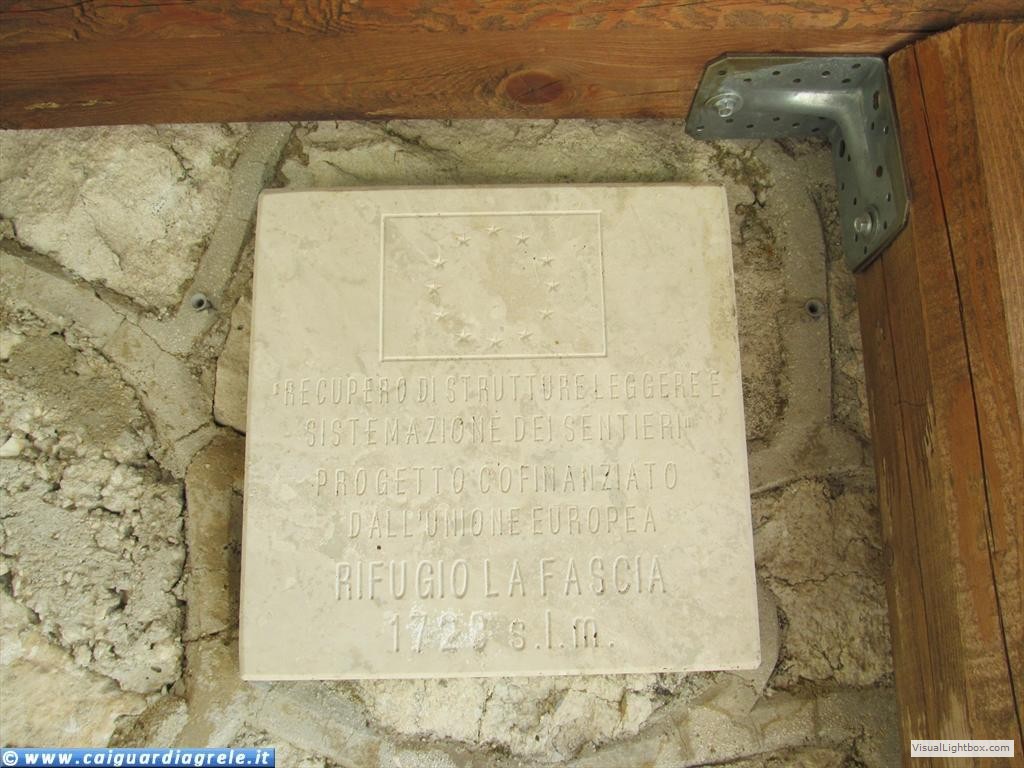 "RECUPERO DI STRUTTURE LEGGERE E
SISTEMAZIONE DEI SENTIERI"
PROGETTO COFINANZIATO
DALL'UNIONE EUROPEA
RIFUGIO LA FASCIA
s.l.m.
www.caiguardiagrele.it
VisualLightbox.com